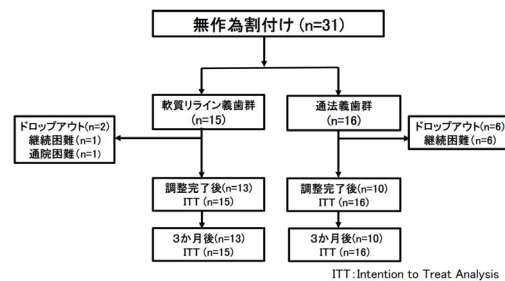 無作為割付け (n=31)
軟質リライン義歯群
(n=15)
通法義歯群
(n=16)
ドロップアウト(n=2)
継続困難(n=1)
通院困難(n=1)
ドロップアウト(n=6)
継続困難(n=6)
調整完了後(n=13)
ITT (n=15)
調整完了後(n=10)
ITT (n=16)
3か月後(n=13)
ITT (n=15)
3か月後(n=10)
ITT (n=16)
ITT:Intention to Treat Analysis